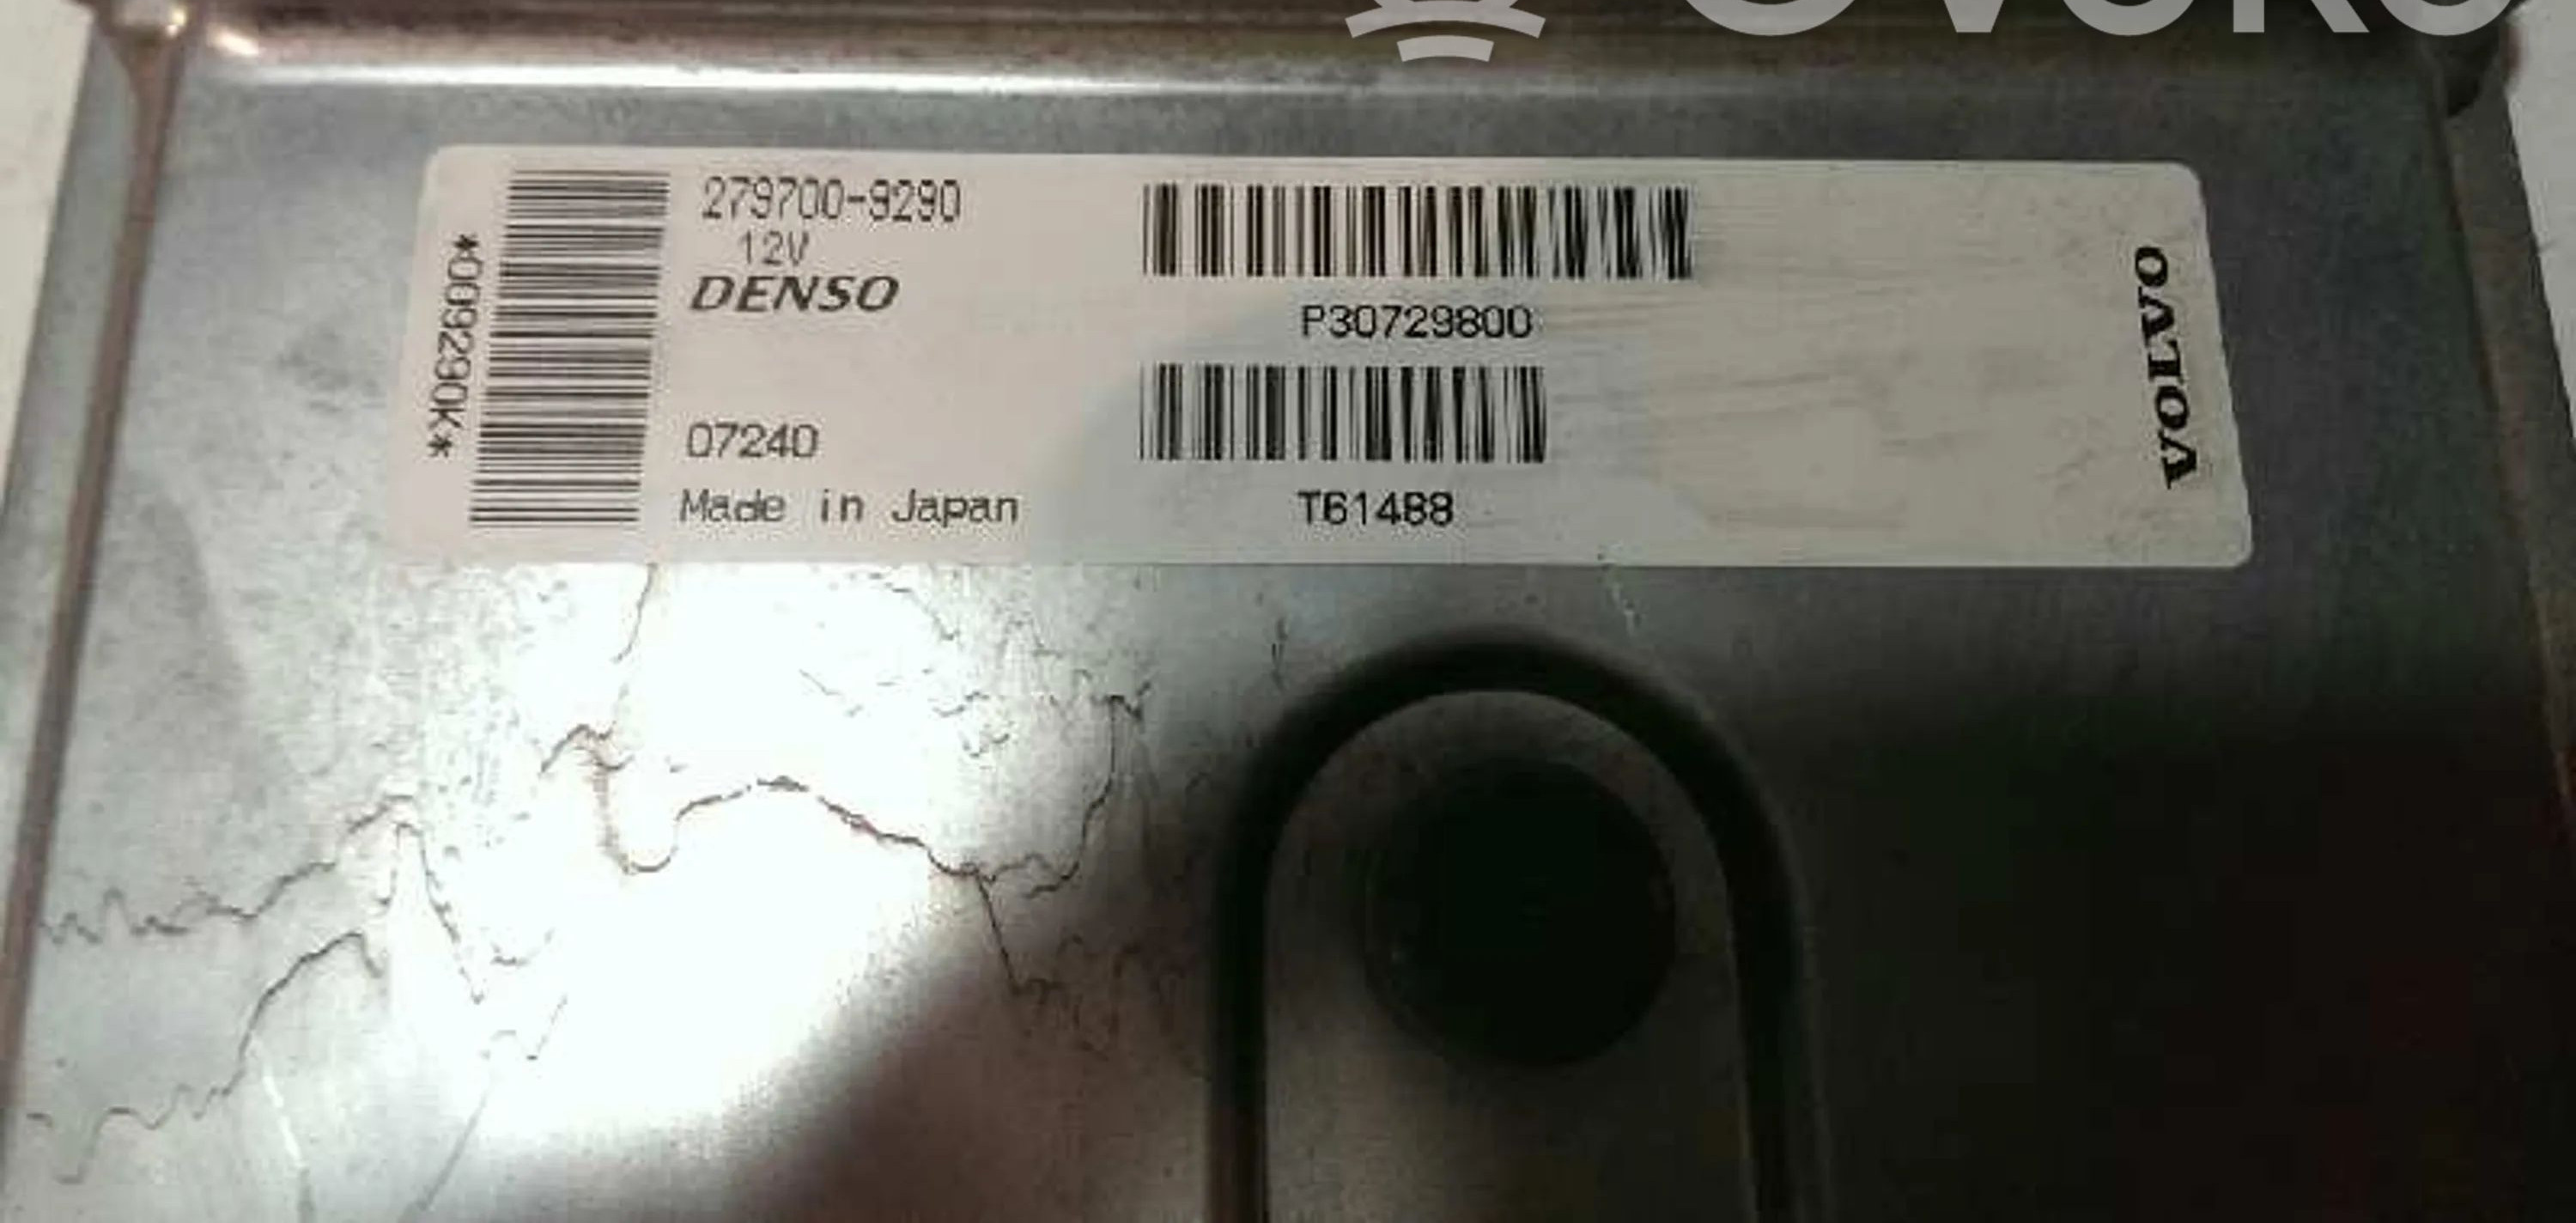 *009290K*
279700-9290
12V
DENSO
07240
Made in Japan
P30729800
T61488
VOLVO